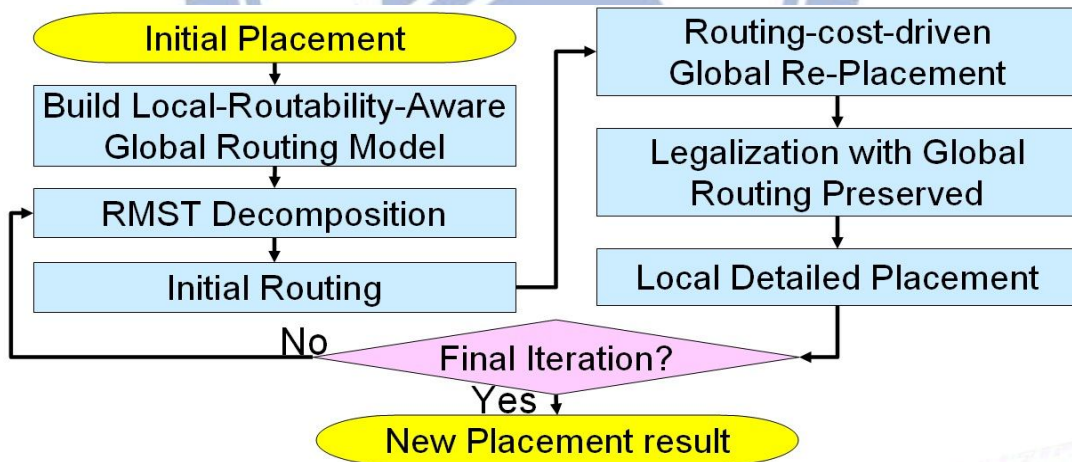 Initial Placement
Build Local-Routability-Aware
Global Routing Model
RMST Decomposition
Initial Routing
Routing-cost-driven
Global Re-Placement
Legalization with Global
Routing Preserved
Local Detailed Placement
Final Iteration?
No
Yes
New Placement result